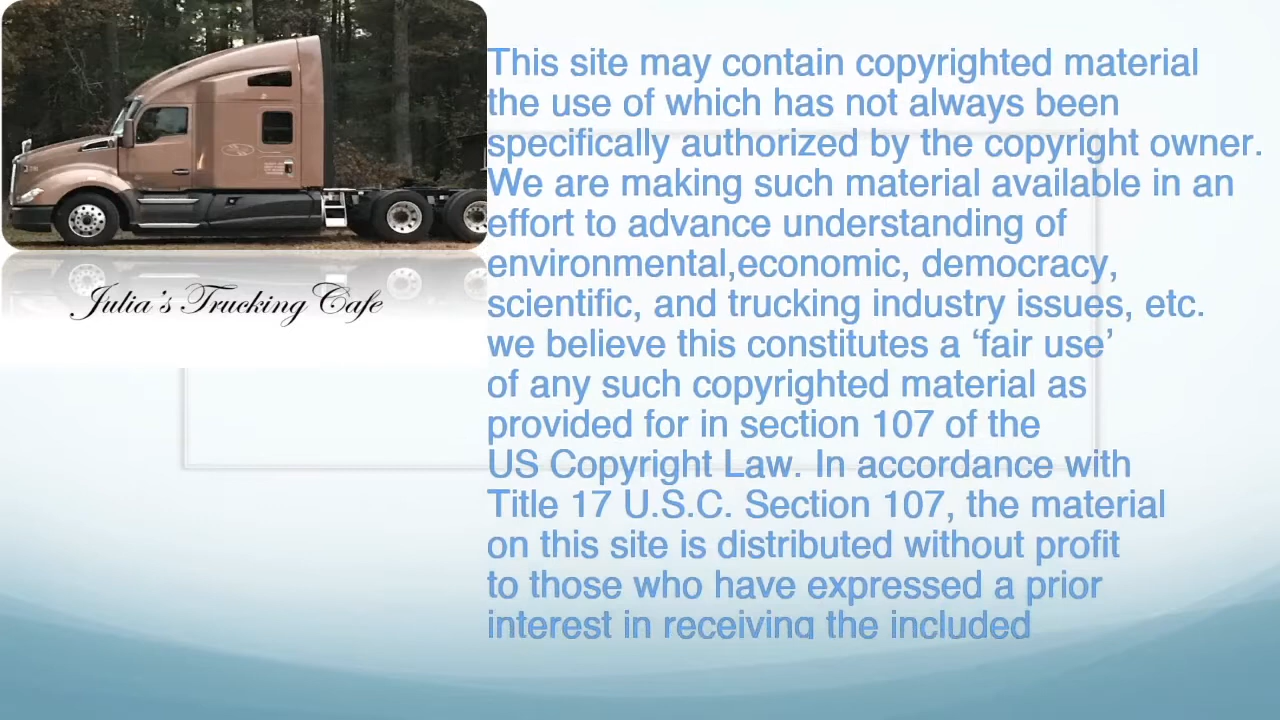 This site may contain copyrighted material
the use of which has not always been
specifically authorized by the copyright owner.
We are making such material available in an
effort to advance understanding of
environmental,economic, democracy,
scientific, and trucking industry issues, etc.
we believe this constitutes a ‘fair use’
of any such copyrighted material as
provided for in section 107 of the
US Copyright Law. In accordance with
Title 17 U.S.C. Section 107, the material
on this site is distributed without profit
to those who have expressed a prior
interest in receiving the included
Julia's Trucking Cafe